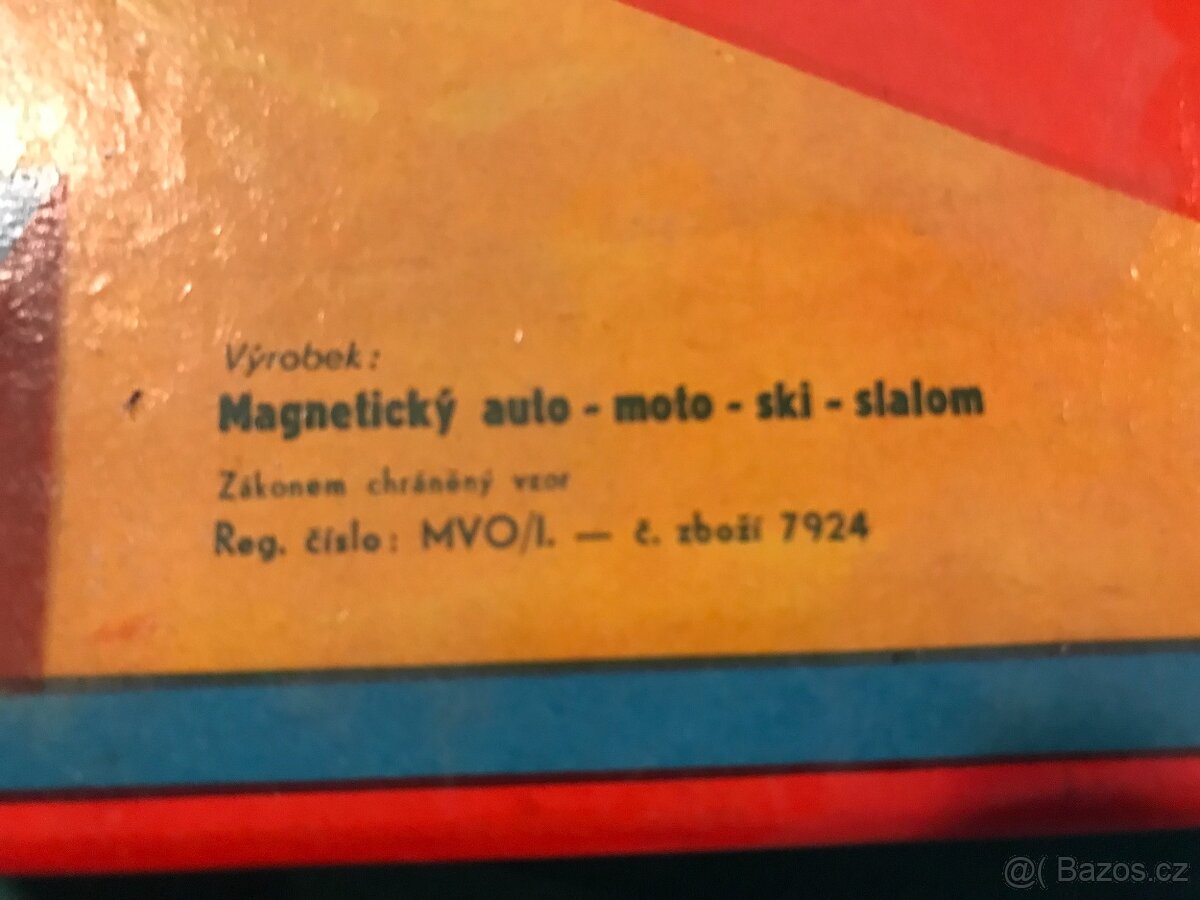 Výrobek:
Magnetický auto - moto - ski - slalom
Zákonem chráněný vzor
Reg. číslo: MVO/I. — č. zboží 7924
@( Bazos.cz